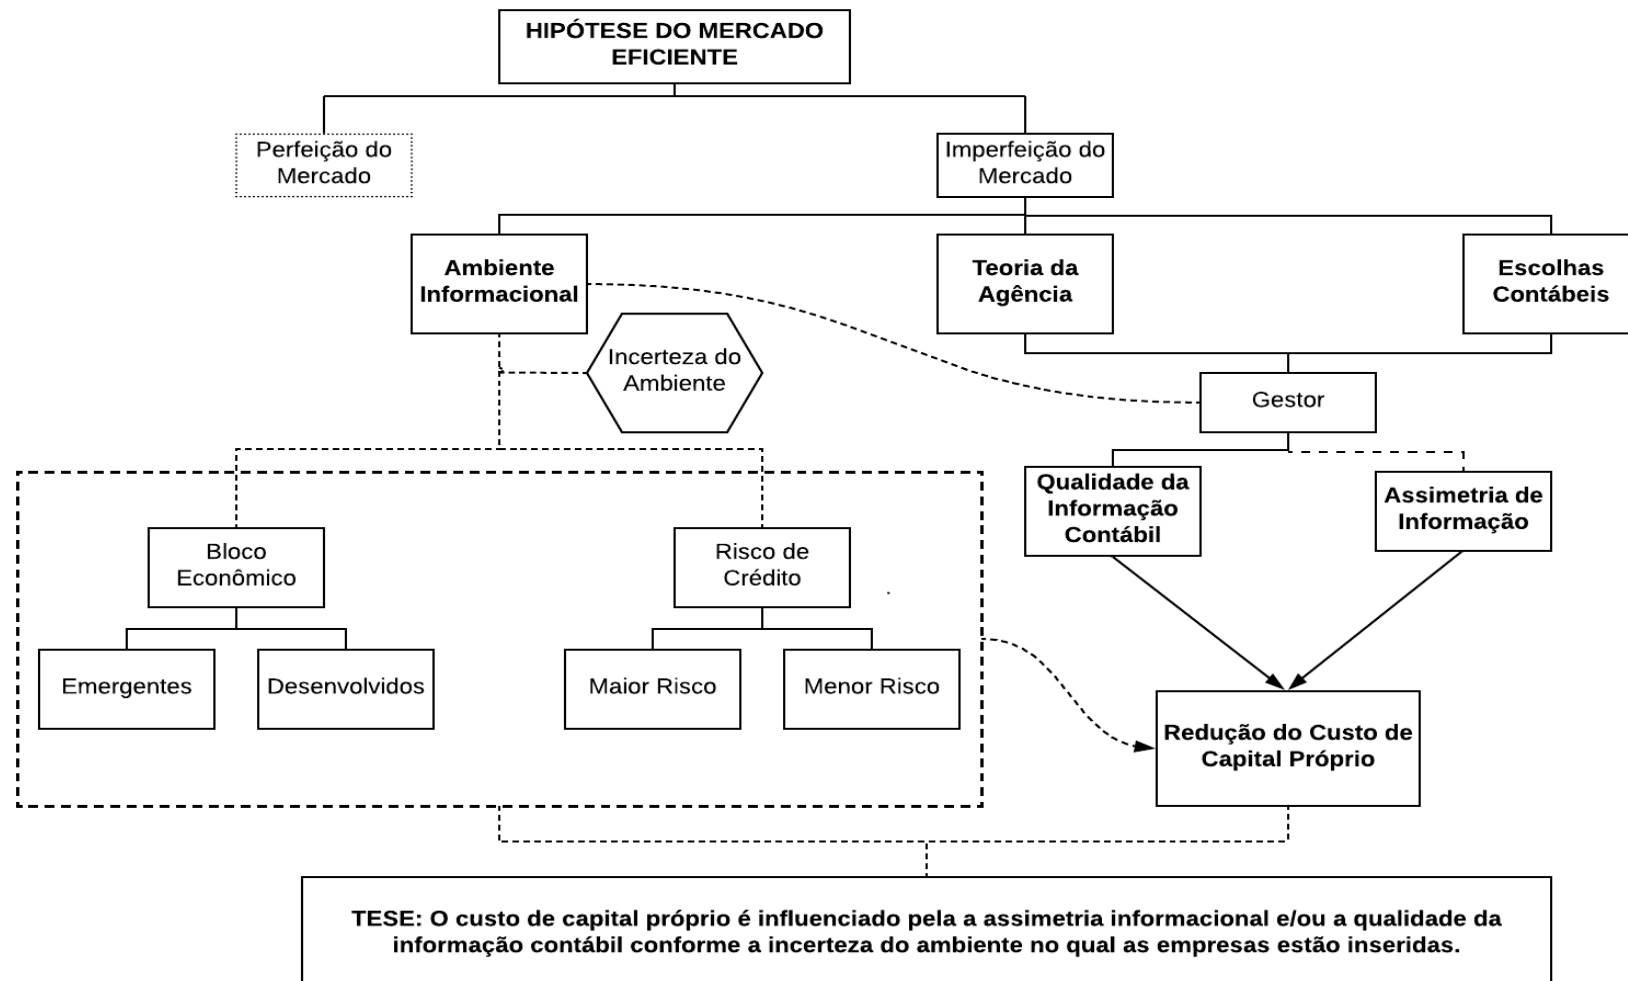 HIPÓTESE DO MERCADO
EFICIENTE
Perfeição do
Mercado
Imperfeição do
Mercado
Ambiente
Informacional
Teoria da
Agência
Escolhas
Contábeis
Incerteza do
Ambiente
Gestor
Qualidade da
Informação
Contábil
Assimetria de
Informação
Bloco
Econômico
Risco de
Crédito
Emergentes
Desenvolvidos
Maior Risco
Menor Risco
Redução do Custo de
Capital Próprio
TESE: O custo de capital próprio é influenciado pela a assimetria informacional e/ou a qualidade da
informação contábil conforme a incerteza do ambiente no qual as empresas estão inseridas.